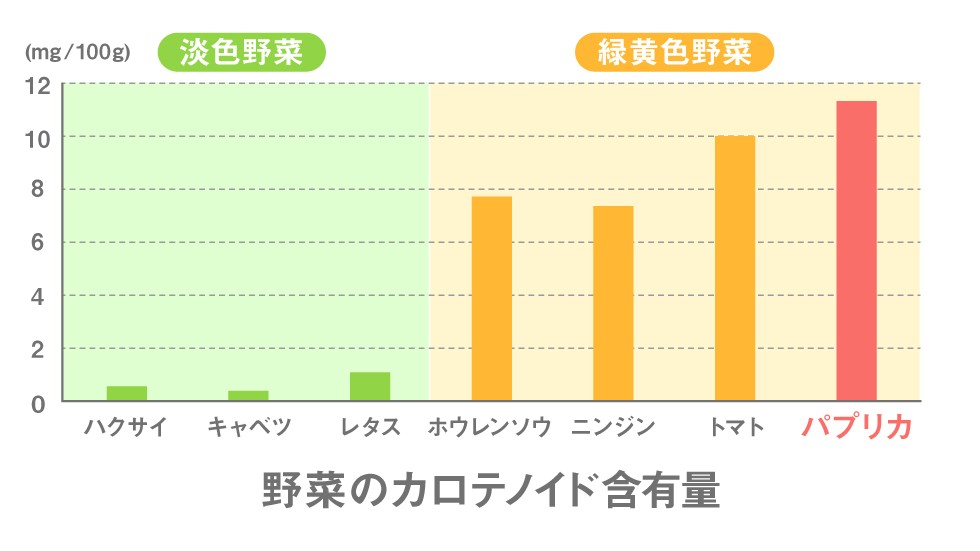 (mg/100g)
淡色野菜
緑黄色野菜
12
10
8
6
4
2
0
ハクサイ
キャベツ
レタス
ホウレンソウ
ニンジン
トマト
パプリカ
野菜のカロテノイド含有量